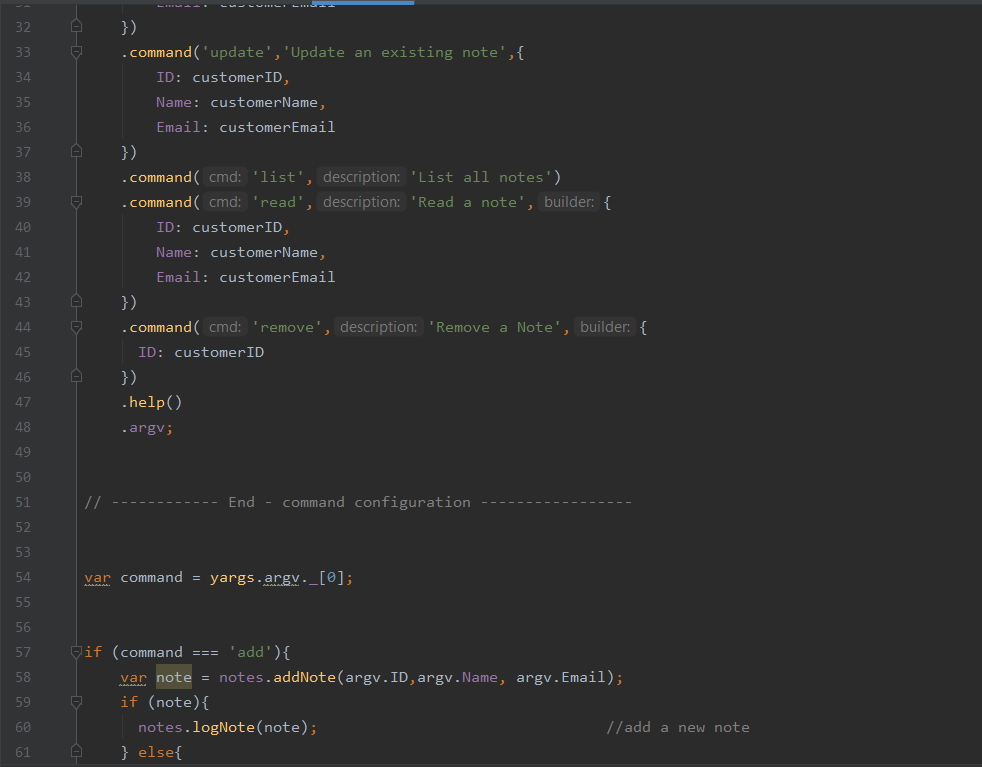 31 Email: customerEmail
32 })
33 .command('update','Update an existing note',{
34 ID: customerID,
35 Name: customerName,
36 Email: customerEmail
37 })
38 .command( cmd: 'list', description: 'List all notes')
39 .command( cmd: 'read', description: 'Read a note', builder: {
40 ID: customerID,
41 Name: customerName,
42 Email: customerEmail
43 })
44 .command( cmd: 'remove', description: 'Remove a Note', builder: {
45 ID: customerID
46 })
47 .help()
48 .argv;
49
50
51 // ------------ End - command configuration -----------------
52
53
54 var command = yargs.argv._[0];
55
56
57 if (command === 'add'){
58 var note = notes.addNote(argv.ID,argv.Name, argv.Email);
59 if (note){
60 notes.logNote(note); //add a new note
61 } else{